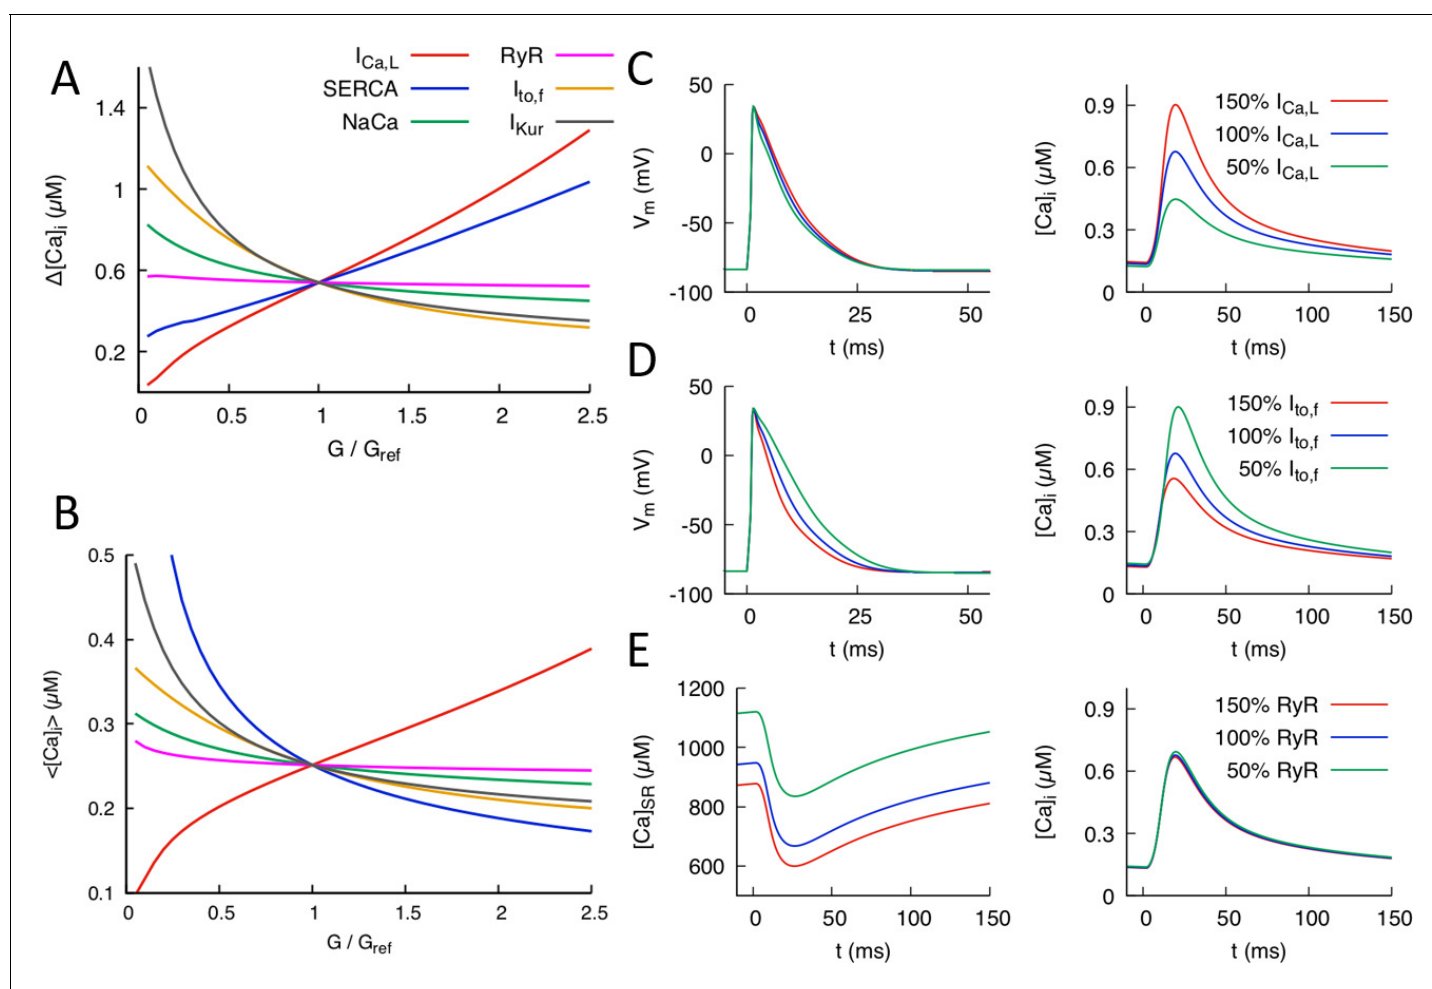 A
I_Ca,L
RyR
SERCA
I_to,f
NaCa
I_Kur
1.4
1
0.6
0.2
Δ[Ca]_i (μM)
0 0.5 1 1.5 2 2.5
G / G_ref
B
0.5
0.4
0.3
0.2
0.1
<[Ca]_i> (μM)
0 0.5 1 1.5 2 2.5
G / G_ref
C
50
0
-50
-100
V_m (mV)
0 25 50
t (ms)
0.9
0.6
0.3
0
[Ca]_i (μM)
150% I_Ca,L
100% I_Ca,L
50% I_Ca,L
0 50 100 150
t (ms)
D
50
0
-50
-100
V_m (mV)
0 25 50
t (ms)
0.9
0.6
0.3
0
[Ca]_i (μM)
150% I_to,f
100% I_to,f
50% I_to,f
0 50 100 150
t (ms)
E
1200
1000
800
600
[Ca]_SR (μM)
0 50 100 150
t (ms)
0.9
0.6
0.3
0
[Ca]_i (μM)
150% RyR
100% RyR
50% RyR
0 50 100 150
t (ms)